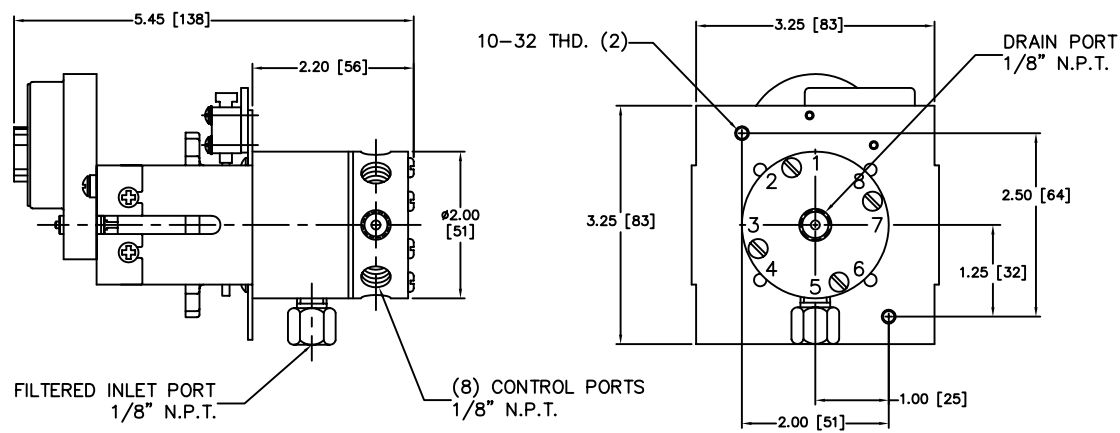 5.45 [138]
2.20 [56]
ø2.00
[51]
FILTERED INLET PORT
1/8" N.P.T.
(8) CONTROL PORTS
1/8" N.P.T.
3.25 [83]
10-32 THD. (2)
DRAIN PORT
1/8" N.P.T.
3.25 [83]
1
2
8
3
7
4
6
5
2.50 [64]
1.25 [32]
1.00 [25]
2.00 [51]